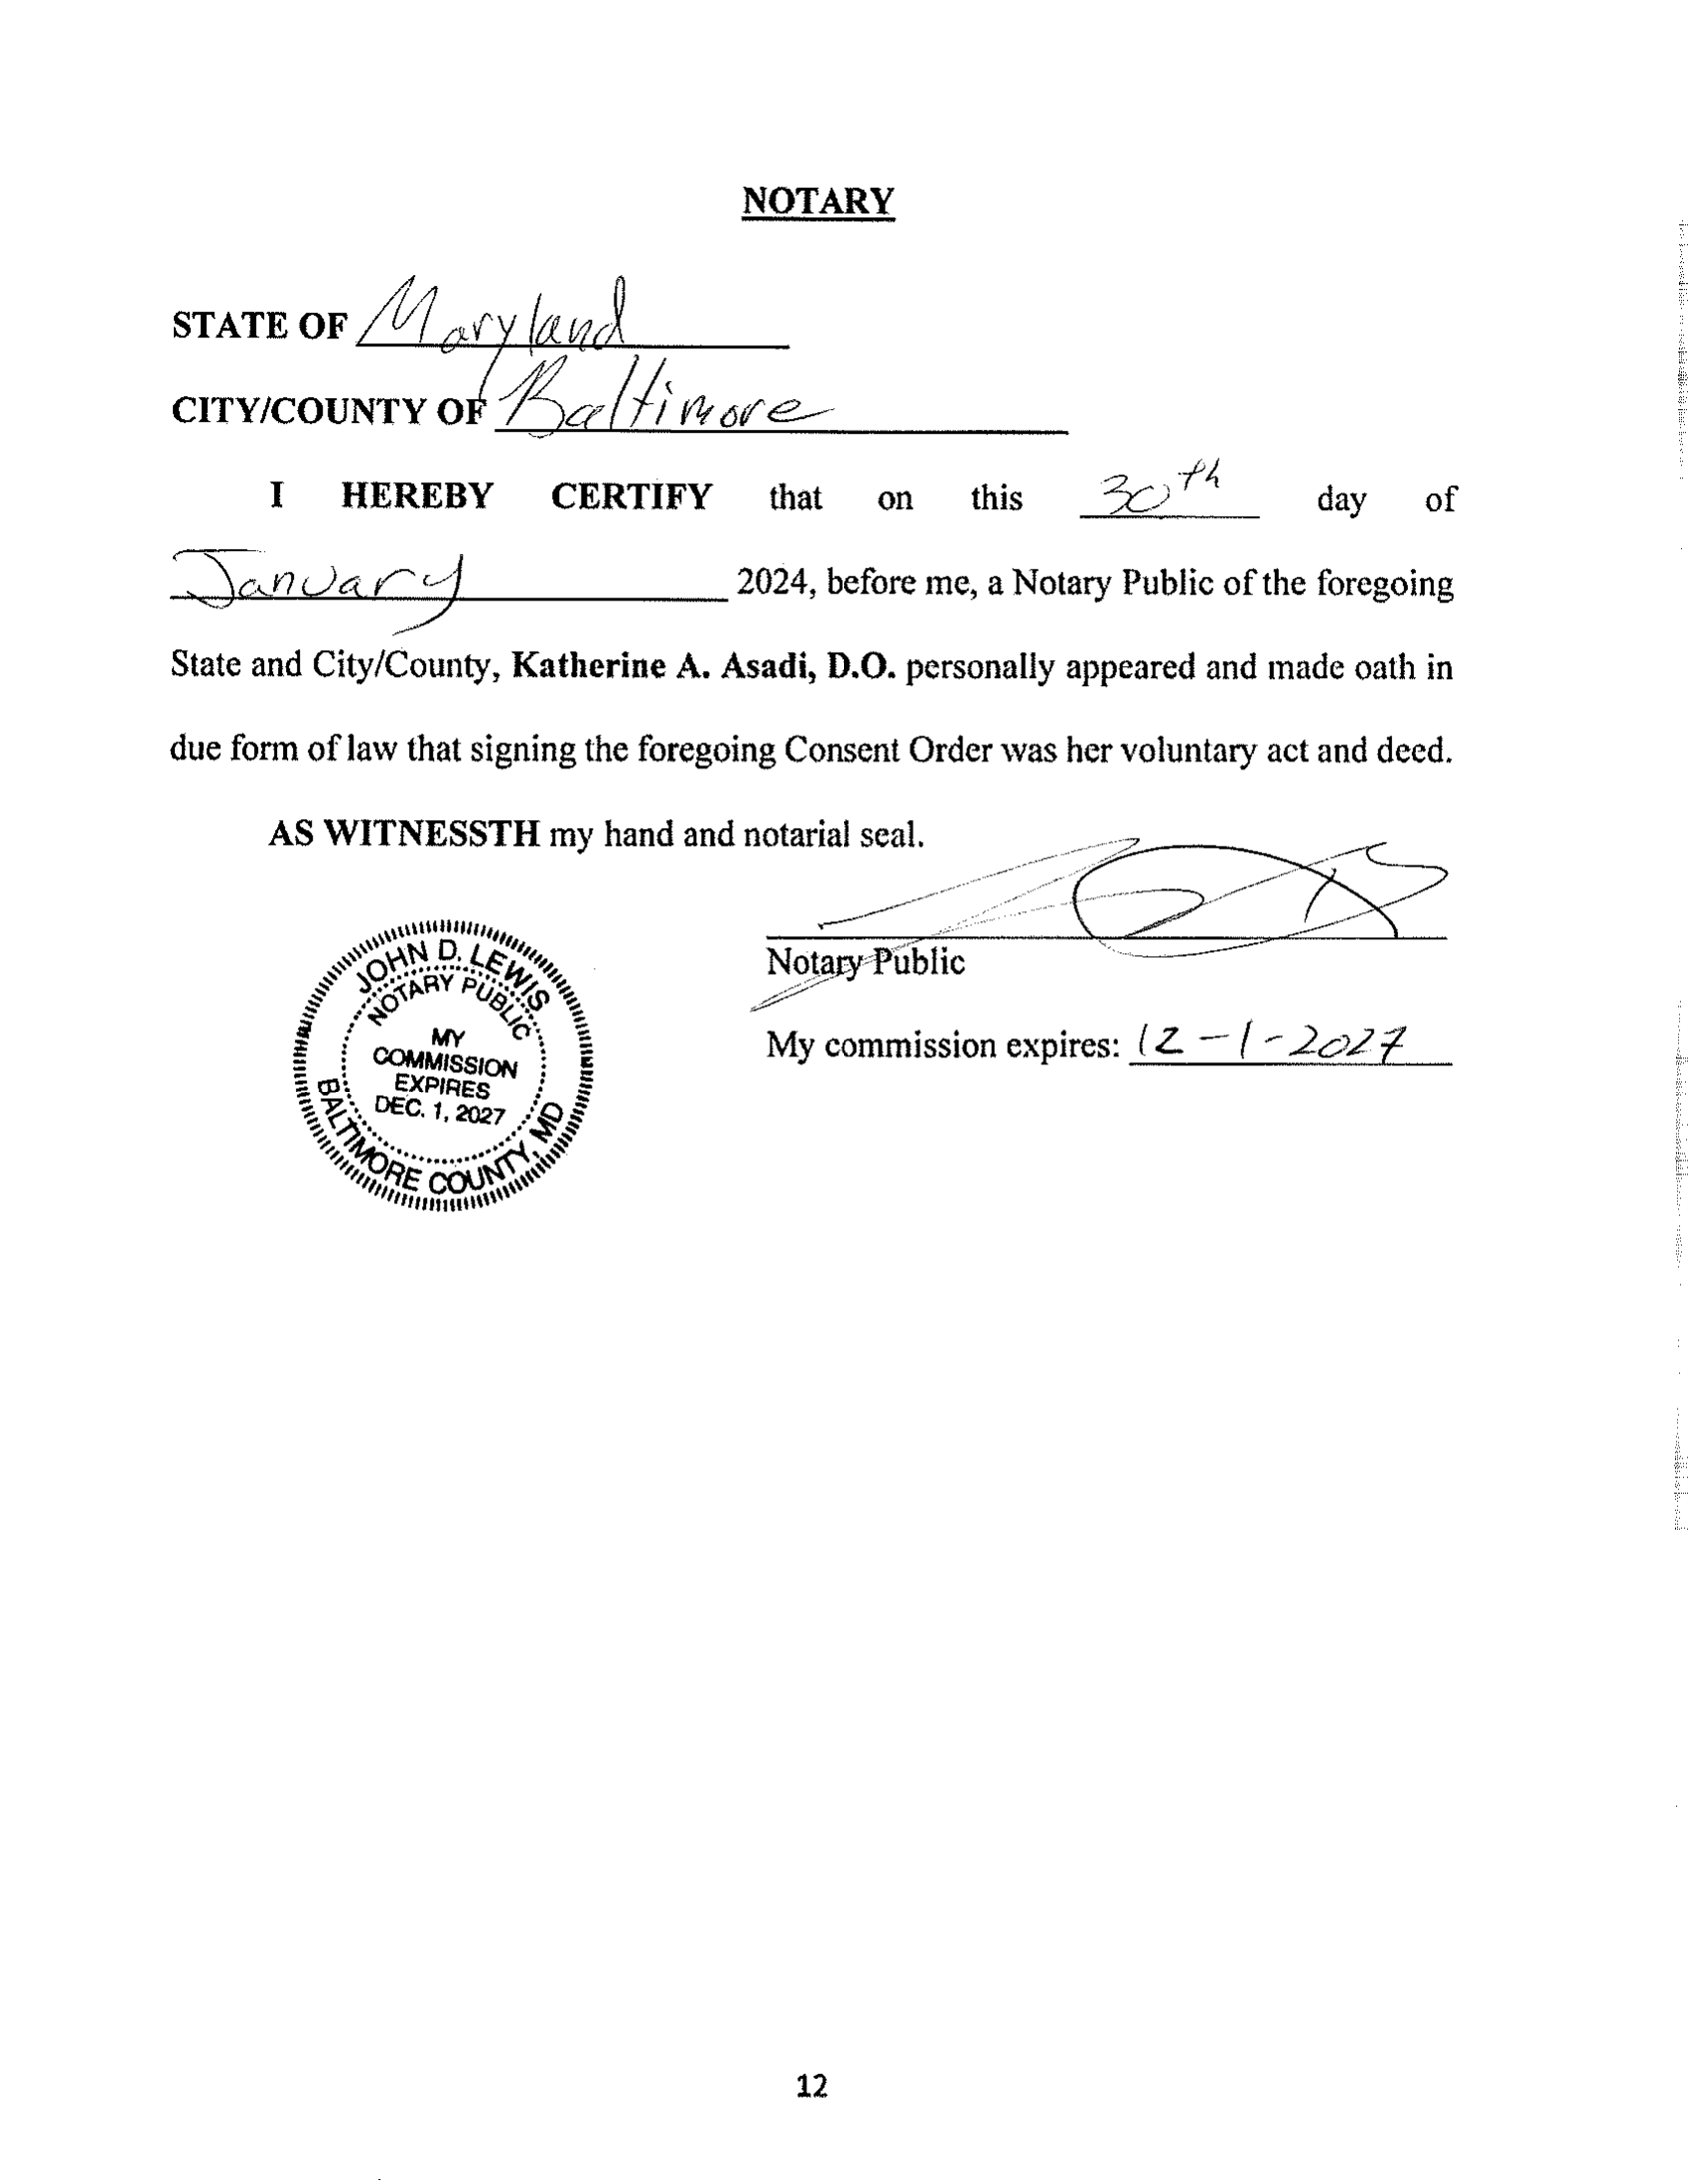 NOTARY
STATE OF Maryland
CITY/COUNTY OF Baltimore
I HEREBY CERTIFY that on this 30th day of
January 2024, before me, a Notary Public of the foregoing
State and City/County, Katherine A. Asadi, D.O. personally appeared and made oath in
due form of law that signing the foregoing Consent Order was her voluntary act and deed.
AS WITNESSTH my hand and notarial seal.
Notary Public
My commission expires: 12-1-2027
JOHN D. LEWIS
NOTARY PUBLIC
MY
COMMISSION
EXPIRES
DEC. 1, 2027
BALTIMORE COUNTY, MD
12